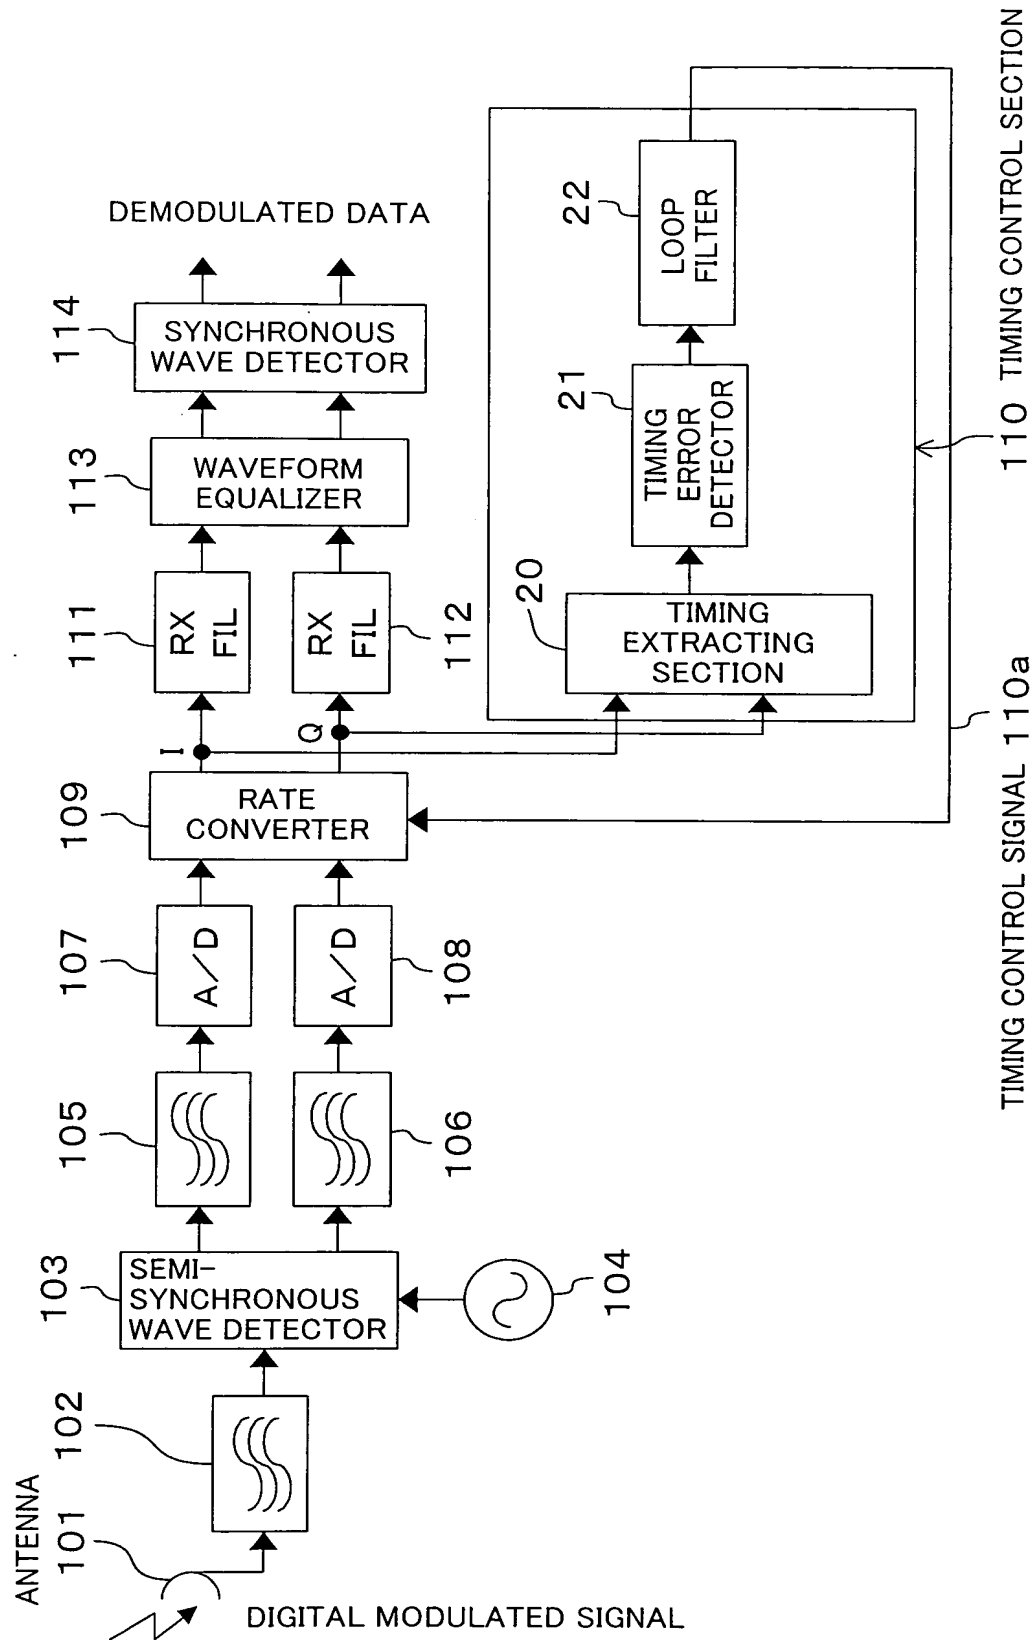 ANTENNA
101
DIGITAL MODULATED SIGNAL
102
103
SEMI-
SYNCHRONOUS
WAVE DETECTOR
104
105
106
107
A/D
108
A/D
109
RATE
CONVERTER
I
Q
111
RX
FIL
112
RX
FIL
113
WAVEFORM
EQUALIZER
114
SYNCHRONOUS
WAVE DETECTOR
DEMODULATED DATA
20
TIMING
EXTRACTING
SECTION
21
TIMING
ERROR
DETECTOR
22
LOOP
FILTER
110 TIMING CONTROL SECTION
TIMING CONTROL SIGNAL 110a